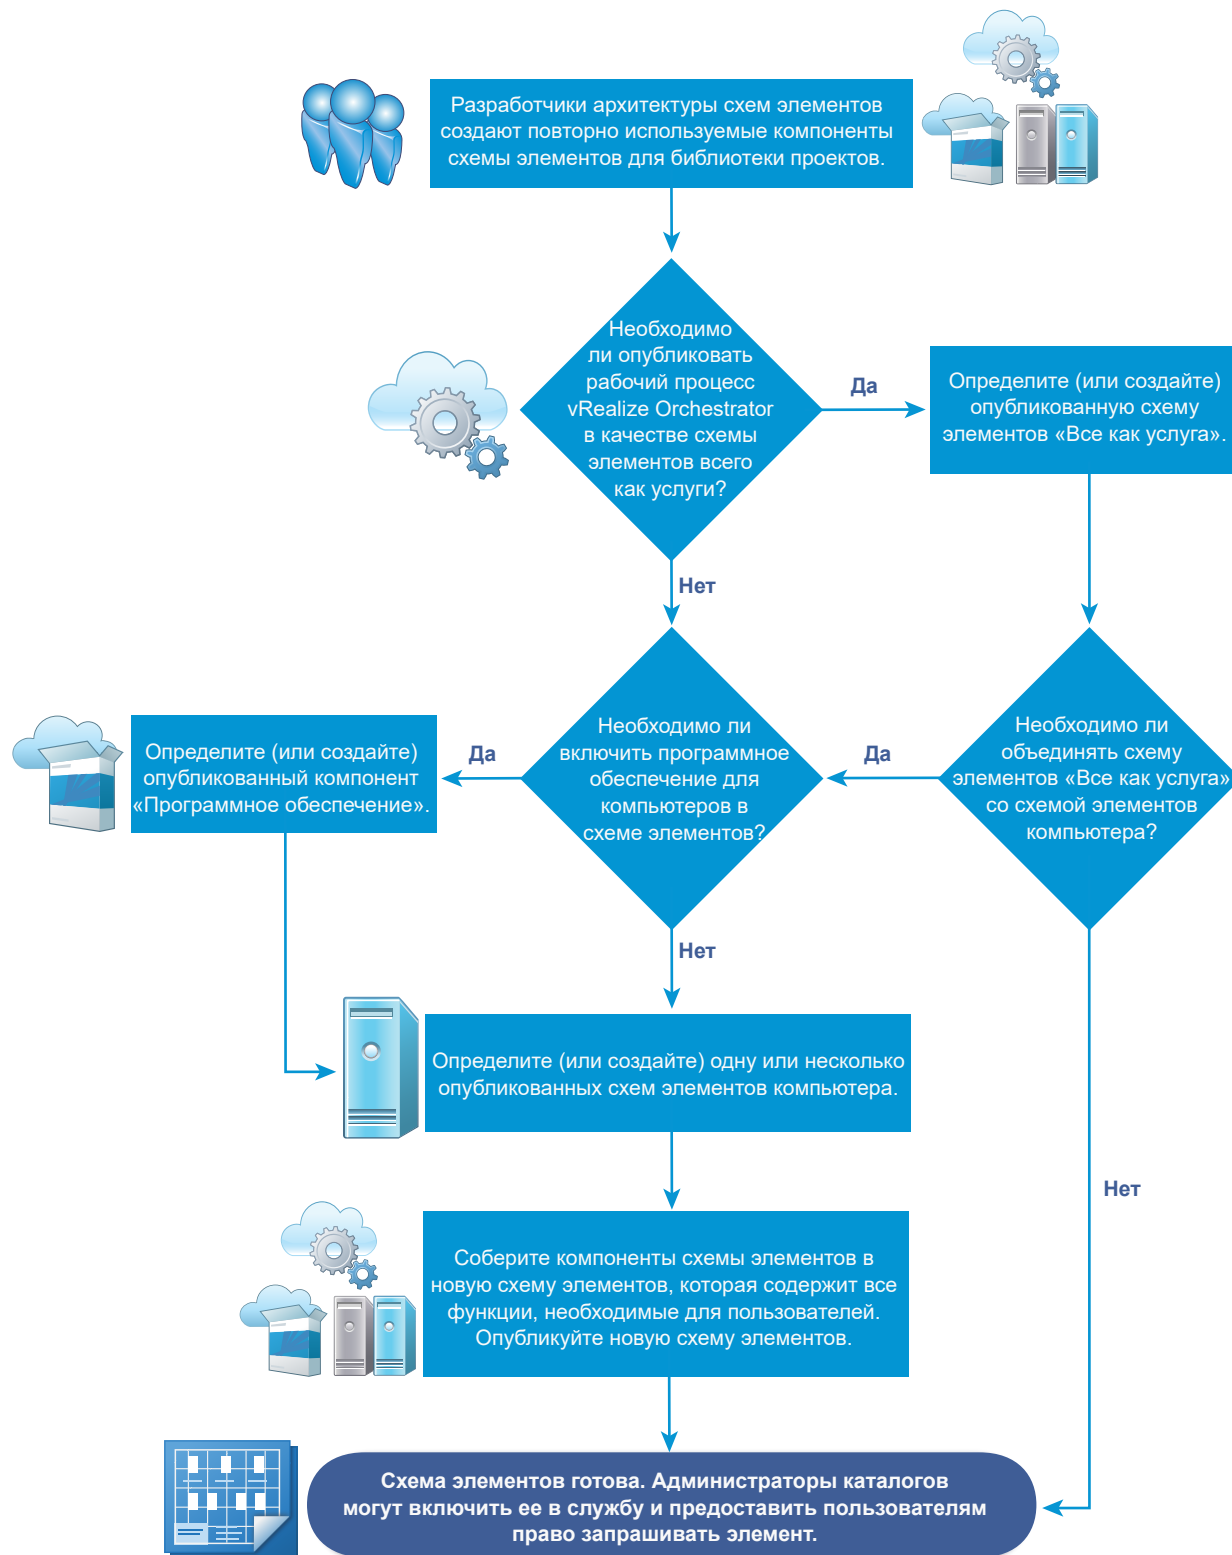 Разработчики архитектуры схем элементов
создают повторно используемые компоненты
схемы элементов для библиотеки проектов.
Необходимо
ли опубликовать
рабочий процесс
vRealize Orchestrator
в качестве схемы
элементов всего
как услуги?
Да
Определите (или создайте)
опубликованную схему
элементов «Все как услуга».
Нет
Необходимо ли
объединять схему
элементов «Все как услуга»
со схемой элементов
компьютера?
Да
Необходимо ли
включить программное
обеспечение для
компьютеров в
схеме элементов?
Да
Определите (или создайте)
опубликованный компонент
«Программное обеспечение».
Нет
Определите (или создайте) одну или несколько
опубликованных схем элементов компьютера.
Нет
Соберите компоненты схемы элементов в
новую схему элементов, которая содержит все
функции, необходимые для пользователей.
Опубликуйте новую схему элементов.
Схема элементов готова. Администраторы каталогов
могут включить ее в службу и предоставить пользователям
право запрашивать элемент.